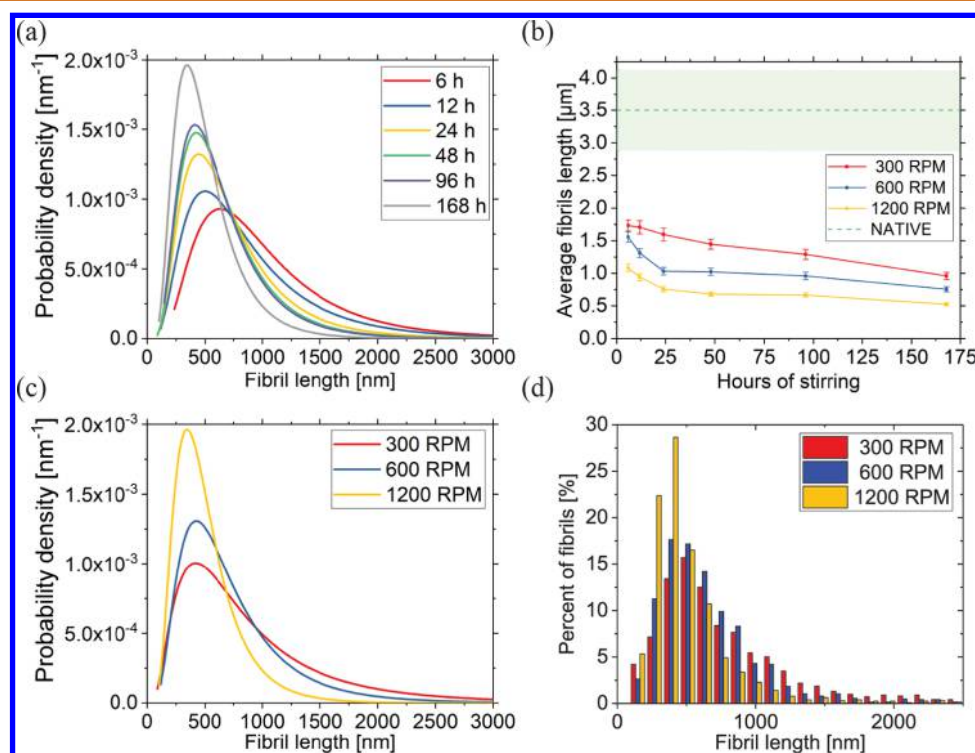 (a)
Probability density [nm⁻¹]
2.0x10⁻³
1.5x10⁻³
1.0x10⁻³
5.0x10⁻⁴
0.0
0 500 1000 1500 2000 2500 3000
Fibril length [nm]
6 h
12 h
24 h
48 h
96 h
168 h
(b)
Average fibrils length [µm]
4.0
3.5
3.0
2.5
2.0
1.5
1.0
0.5
0.0
0 25 50 75 100 125 150 175
Hours of stirring
300 RPM
600 RPM
1200 RPM
NATIVE
(c)
Probability density [nm⁻¹]
2.0x10⁻³
1.5x10⁻³
1.0x10⁻³
5.0x10⁻⁴
0.0
0 500 1000 1500 2000 2500 3000
Fibril length [nm]
300 RPM
600 RPM
1200 RPM
(d)
Percent of fibrils [%]
30
25
20
15
10
5
0
0 1000 2000
Fibril length [nm]
300 RPM
600 RPM
1200 RPM